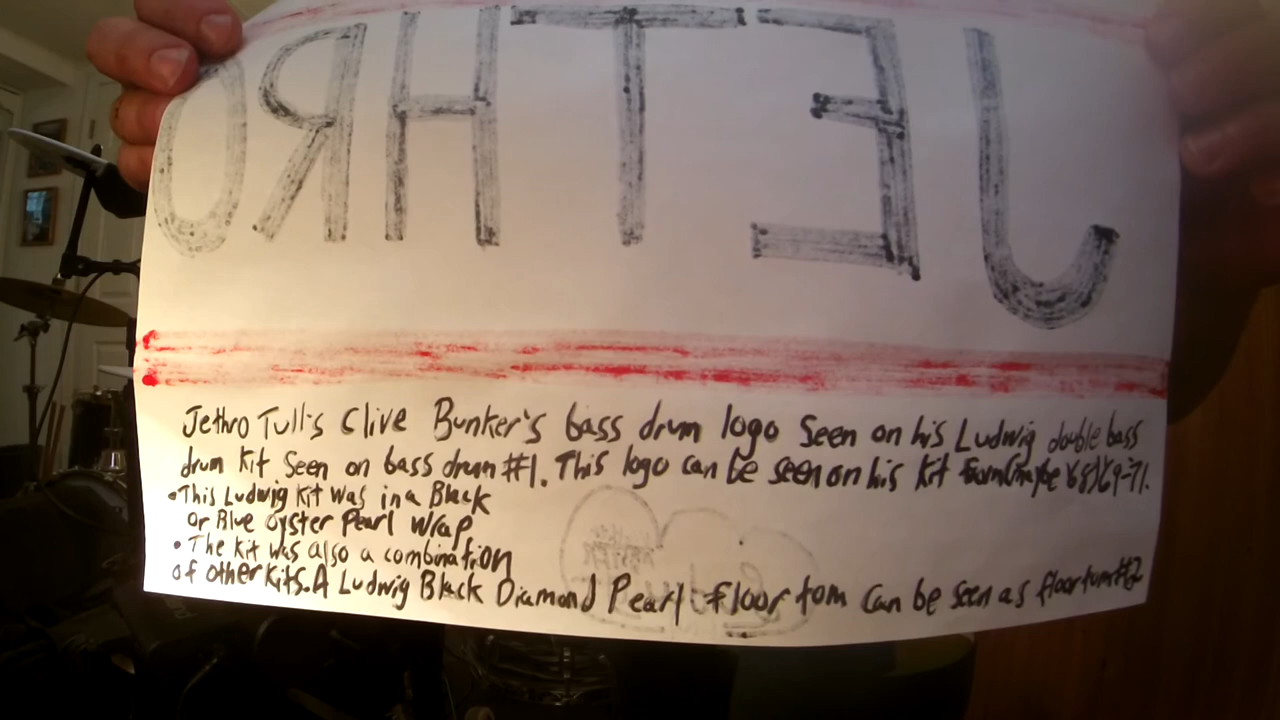 JETHRO
Jethro Tull's Clive Bunker's bass drum logo Seen on his Ludwig double bass
drum Kit Seen on bass drum #1. This logo can be seen on his Kit from(maybe '68)'69-'71.
•This Ludwig Kit was in a Black
or Blue Oyster Pearl Wrap
• The kit was also a combination
of other Kits. A Ludwig Black Diamond Pearl floor tom can be seen as floor tom #2